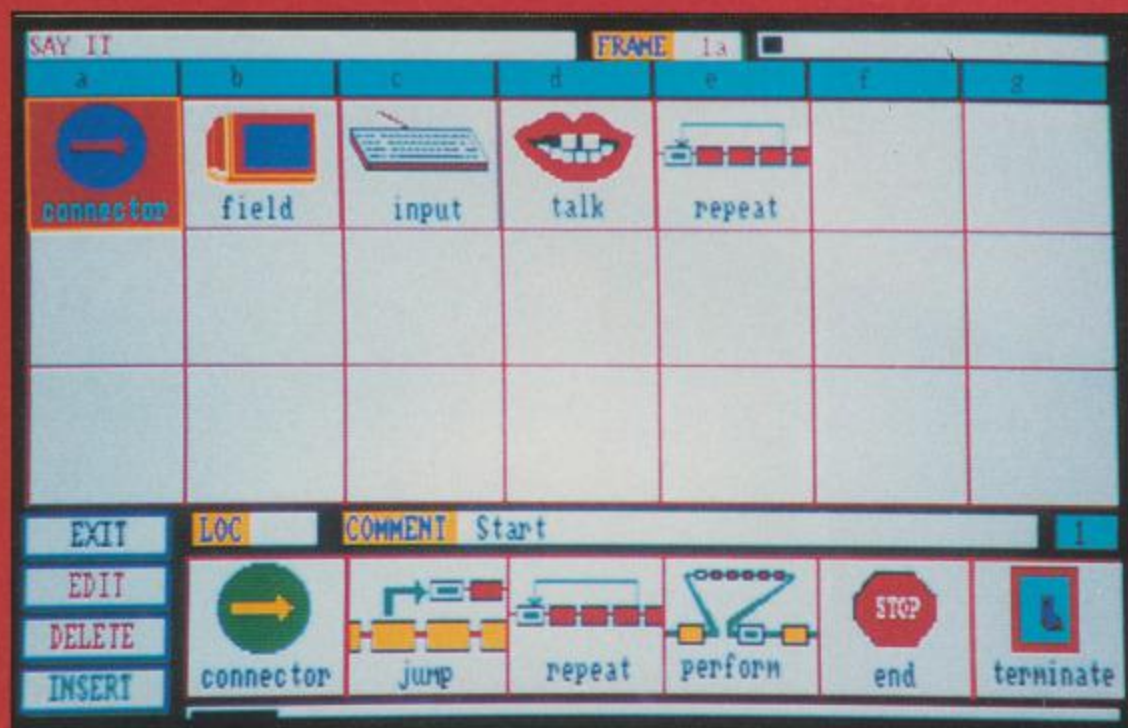 SAY IT FRAME 1a
a b c d e f g
connector field input talk repeat
EXIT LOC COMMENT Start 1
EDIT
DELETE
INSERT
connector jump repeat perform STOP end terminate